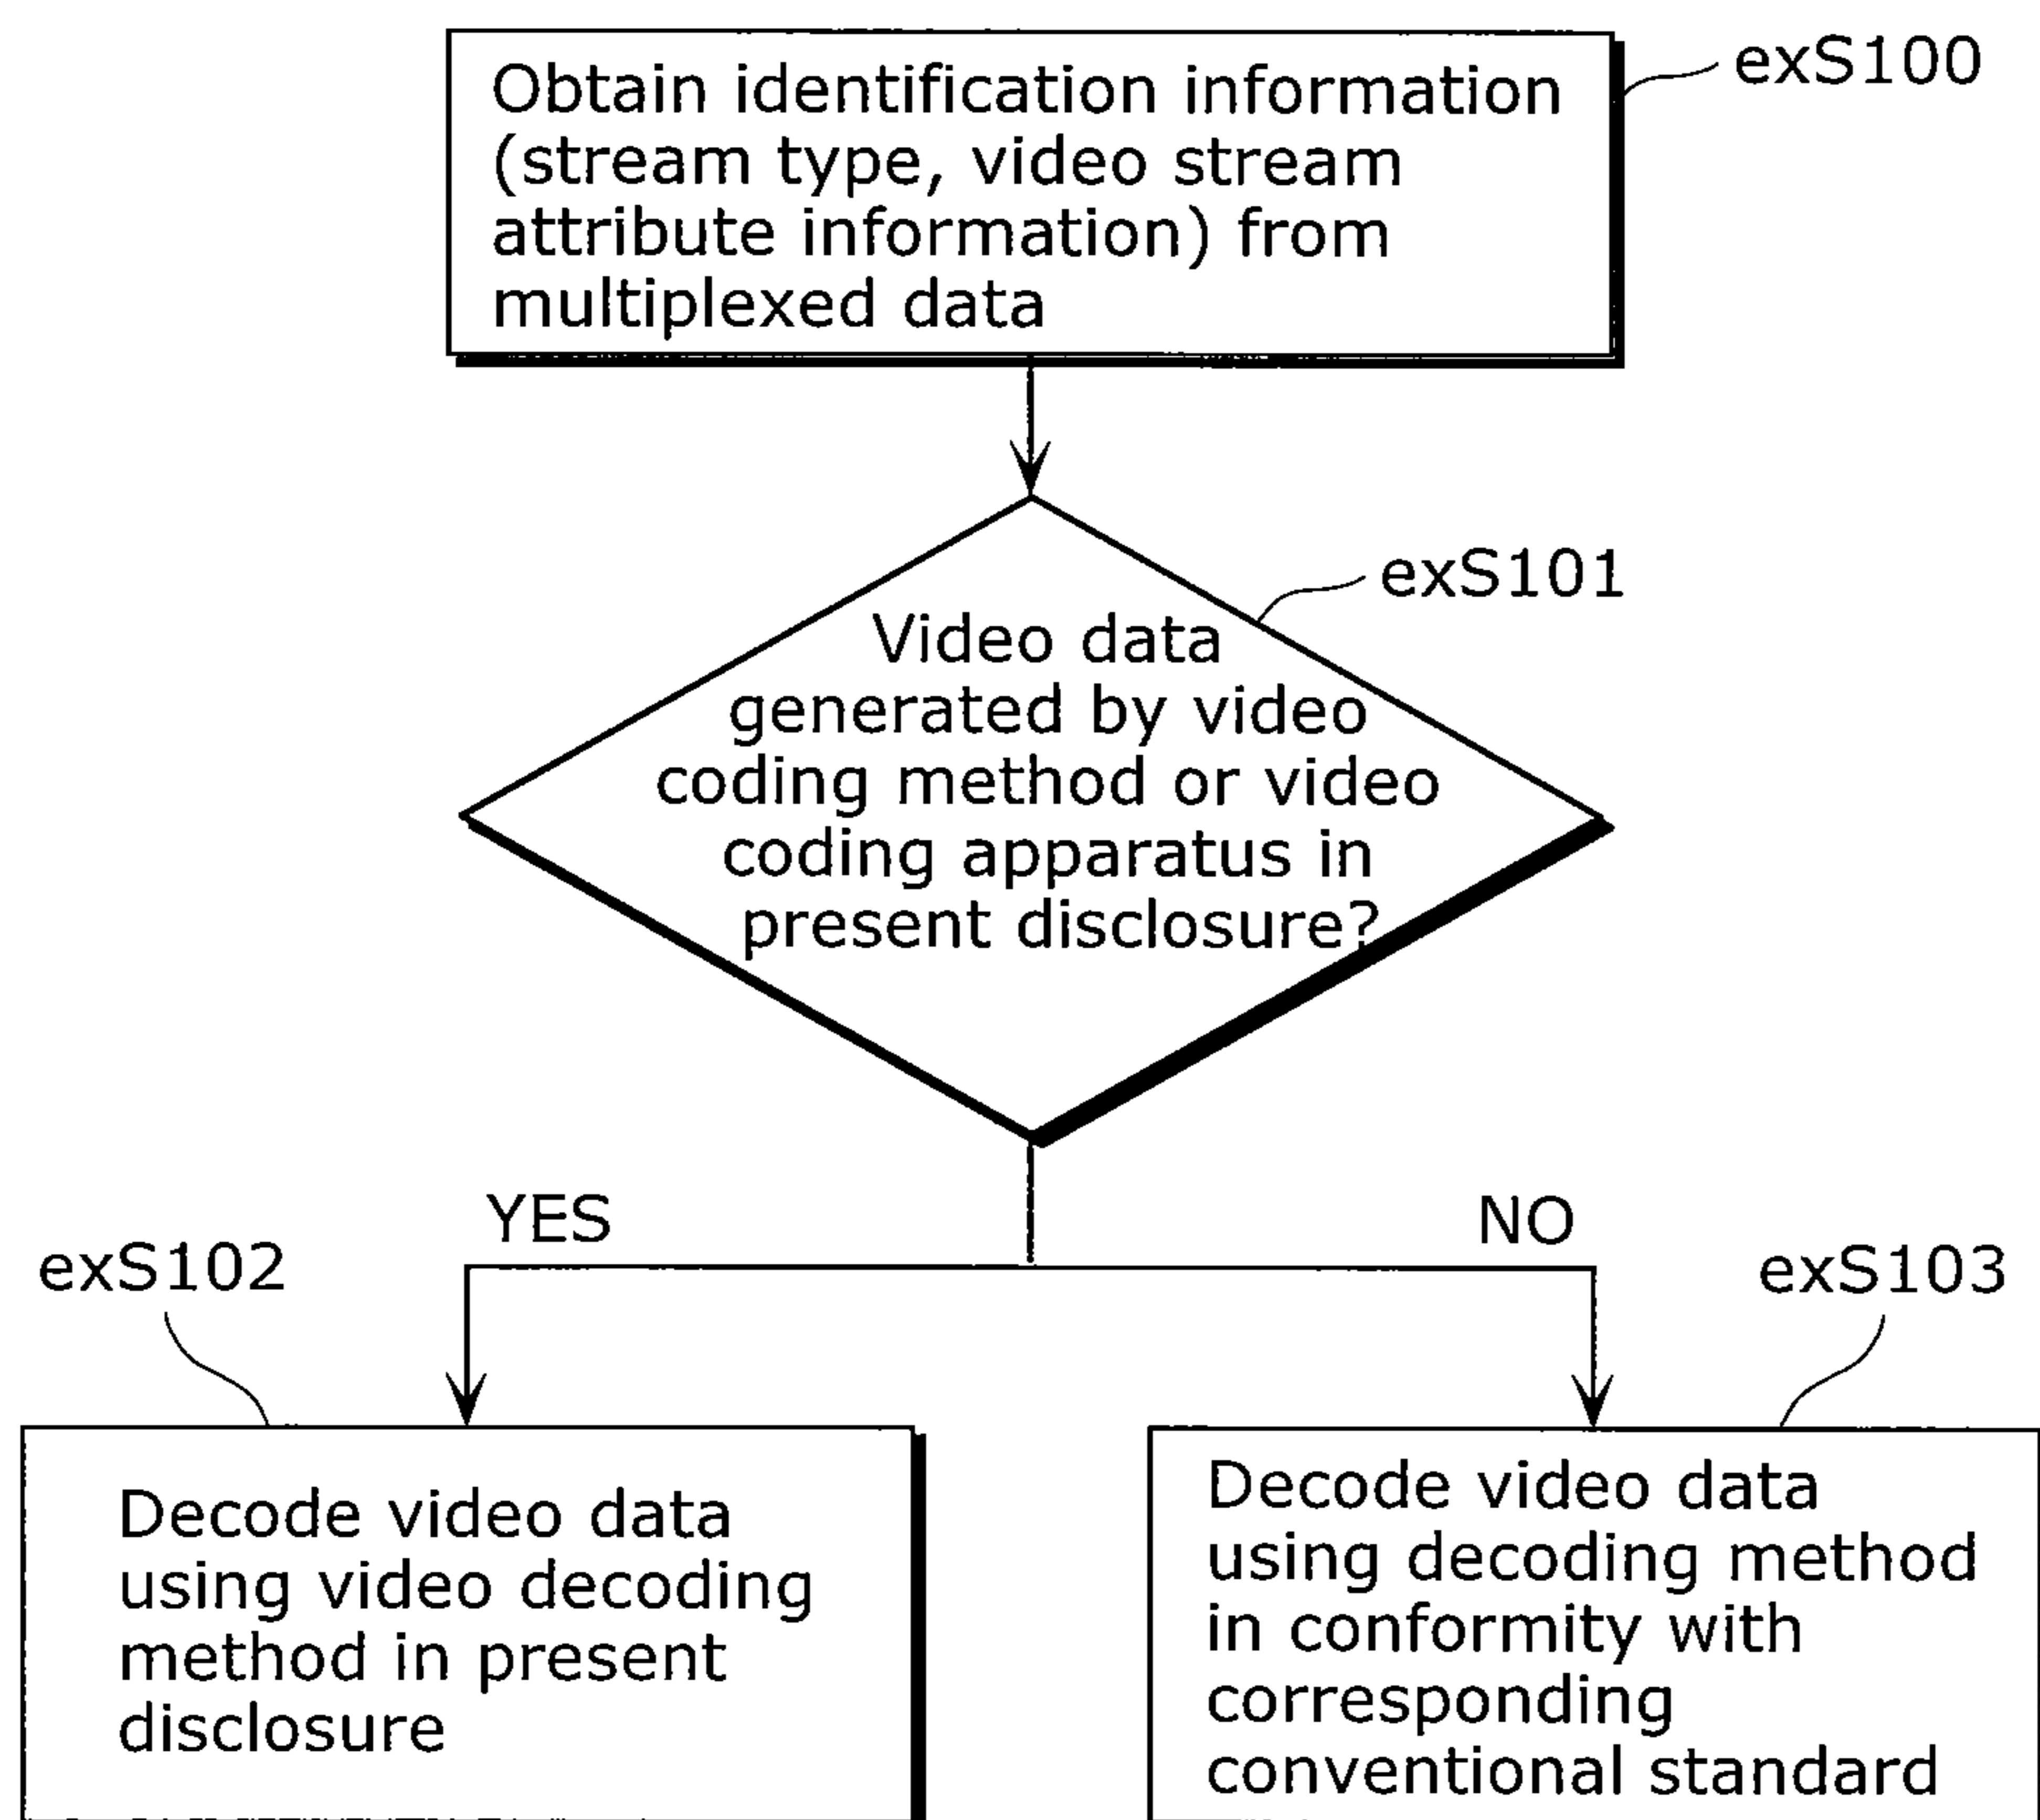 Obtain identification information
(stream type, video stream
attribute information) from
multiplexed data
exS100
exS101
Video data
generated by video
coding method or video
coding apparatus in
present disclosure?
YES
NO
exS102
exS103
Decode video data
using video decoding
method in present
disclosure
Decode video data
using decoding method
in conformity with
corresponding
conventional standard